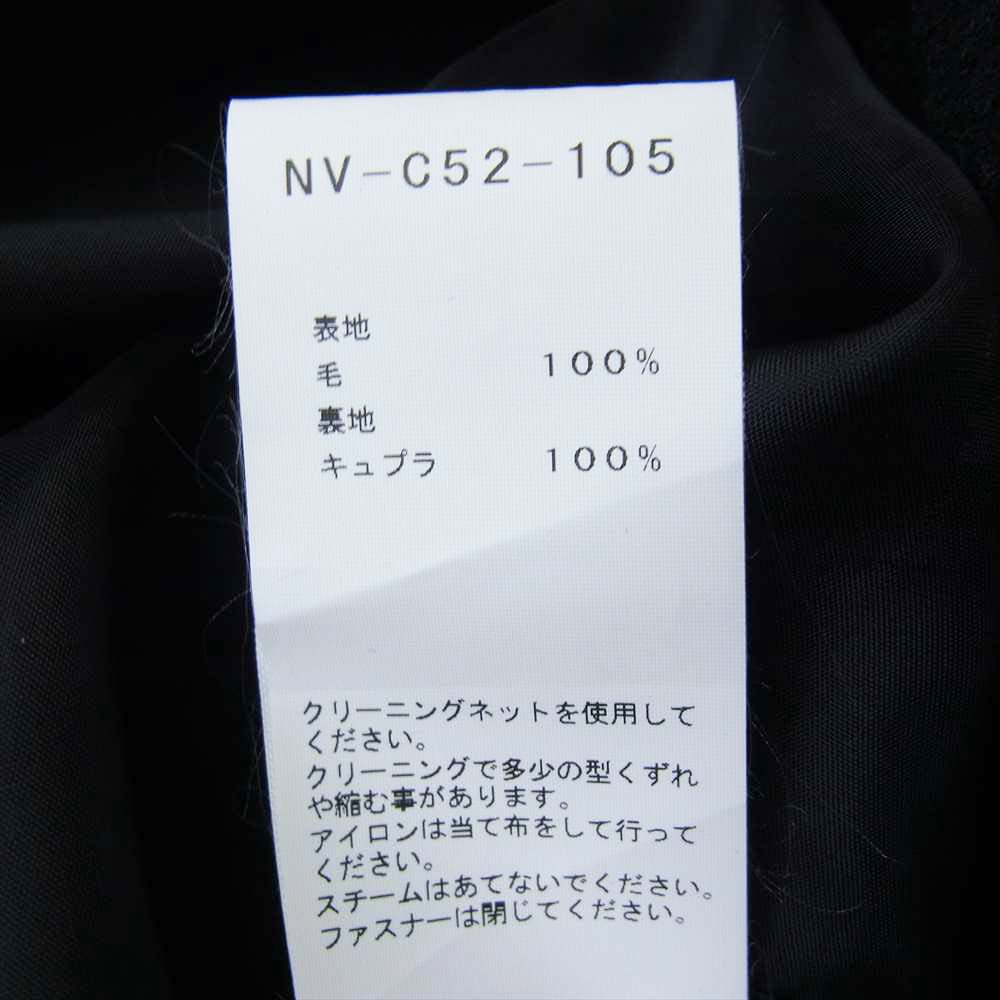 NV-C52-105
表地
毛 100%
裏地
キュプラ 100%
クリーニングネットを使用して
ください。
クリーニングで多少の型くずれ
や縮む事があります。
アイロンは当て布をして行って
ください。
スチームはあてないでください。
ファスナーは閉じてください。